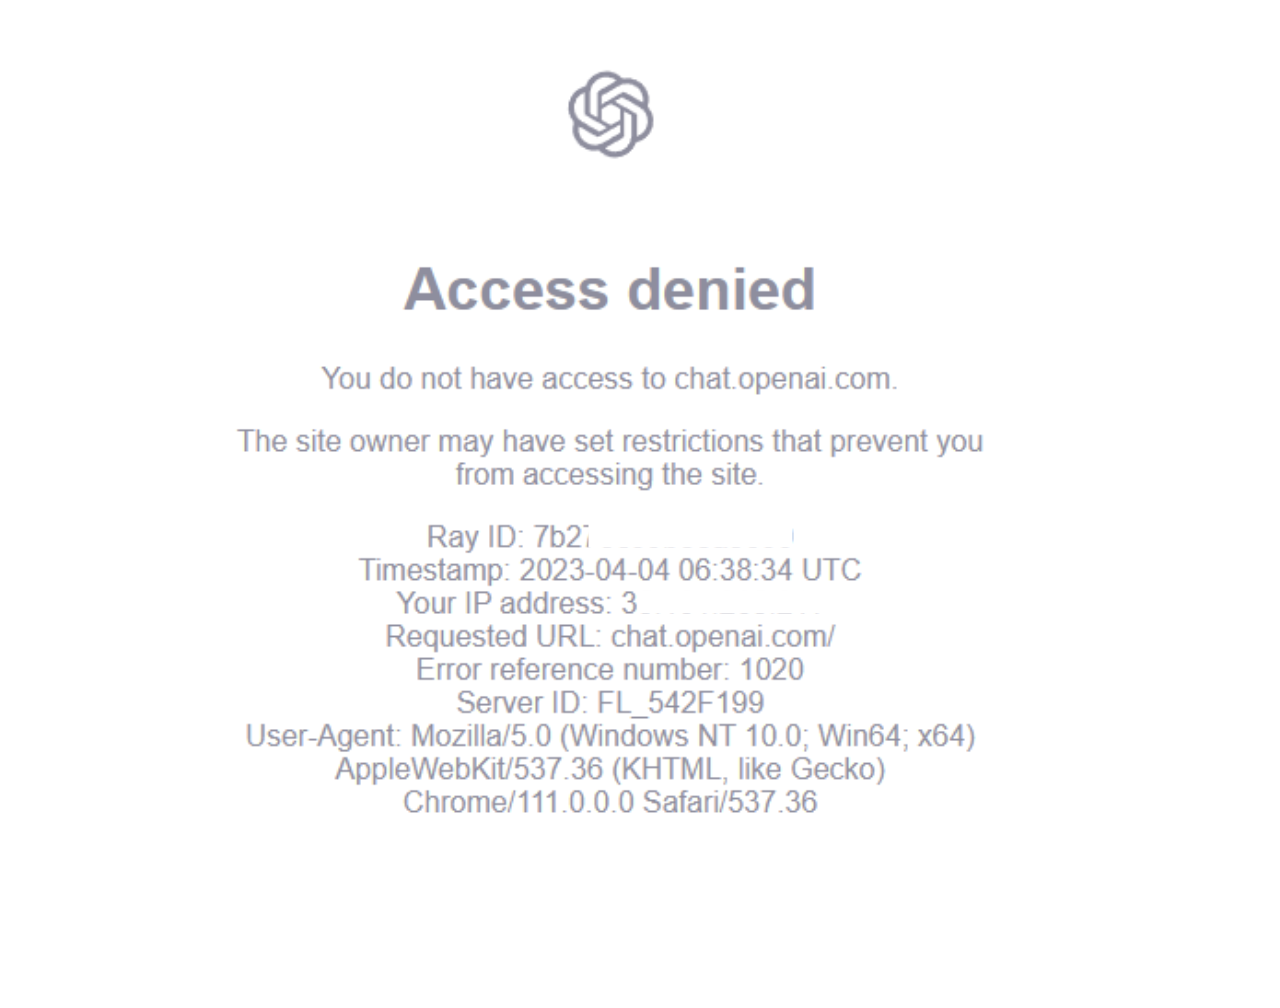 Access denied
You do not have access to chat.openai.com.
The site owner may have set restrictions that prevent you
from accessing the site.
Ray ID:
Timestamp: 2023-04-04 06:38:34 UTC
Your IP address: 3
Requested URL: chat.openai.com/
Error reference number: 1020
Server ID: FL_542F199
User-Agent: Mozilla/5.0 (Windows NT 10.0; Win64; x64)
AppleWebKit/537.36 (KHTML, like Gecko)
Chrome/111.0.0.0 Safari/537.36